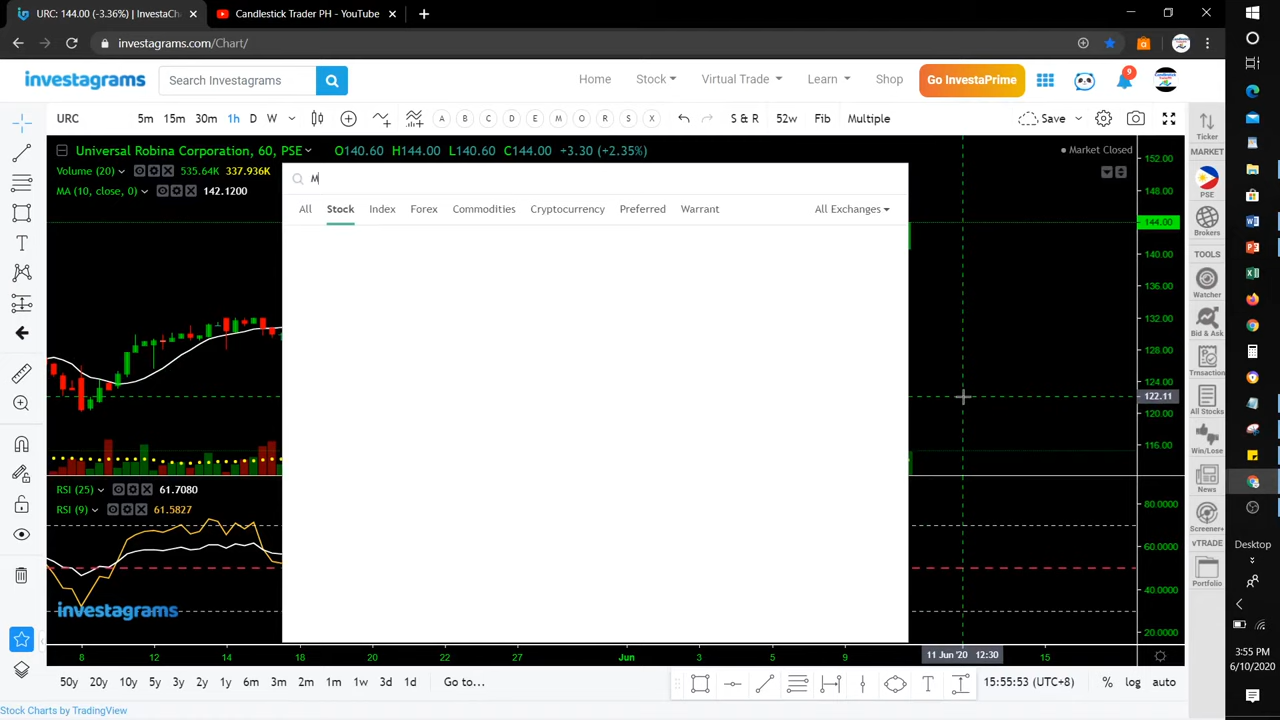 URC: 144.00 (-3.36%) | InvestaCh
Candlestick Trader PH - YouTube
investagrams.com/Chart/
investagrams
Search Investagrams
Home
Stock
Virtual Trade
Learn
Shop
Go InvestaPrime
9
URC
5m
15m
30m
1h
D
W
A
B
C
D
E
M
O
R
S
X
S & R
52w
Fib
Multiple
Save
Universal Robina Corporation, 60, PSE
O140.60 H144.00 L140.60 C144.00 +3.30 (+2.35%)
Market Closed
Volume (20) 535.64K 337.936K
MA (10, close, 0) 142.1200
M
All
Stock
Index
Forex
Commodities
Cryptocurrency
Preferred
Warrant
All Exchanges
152.00
148.00
144.00
140.00
136.00
132.00
128.00
124.00
122.11
120.00
116.00
RSI (25) 61.7080
RSI (9) 61.5827
80.0000
60.0000
40.0000
20.0000
investagrams
8
12
14
18
20
22
27
Jun
3
5
9
11 Jun '20 12:30
15
50y
20y
10y
5y
3y
2y
1y
6m
3m
2m
1m
1w
3d
1d
Go to...
15:55:53 (UTC+8)
%
log
auto
Stock Charts by TradingView
Ticker
MARKET
PSE
Brokers
TOOLS
Watcher
Bid & Ask
Trnsaction
All Stocks
Win/Lose
News
Screener+
vTRADE
Portfolio
Desktop
3:55 PM
6/10/2020